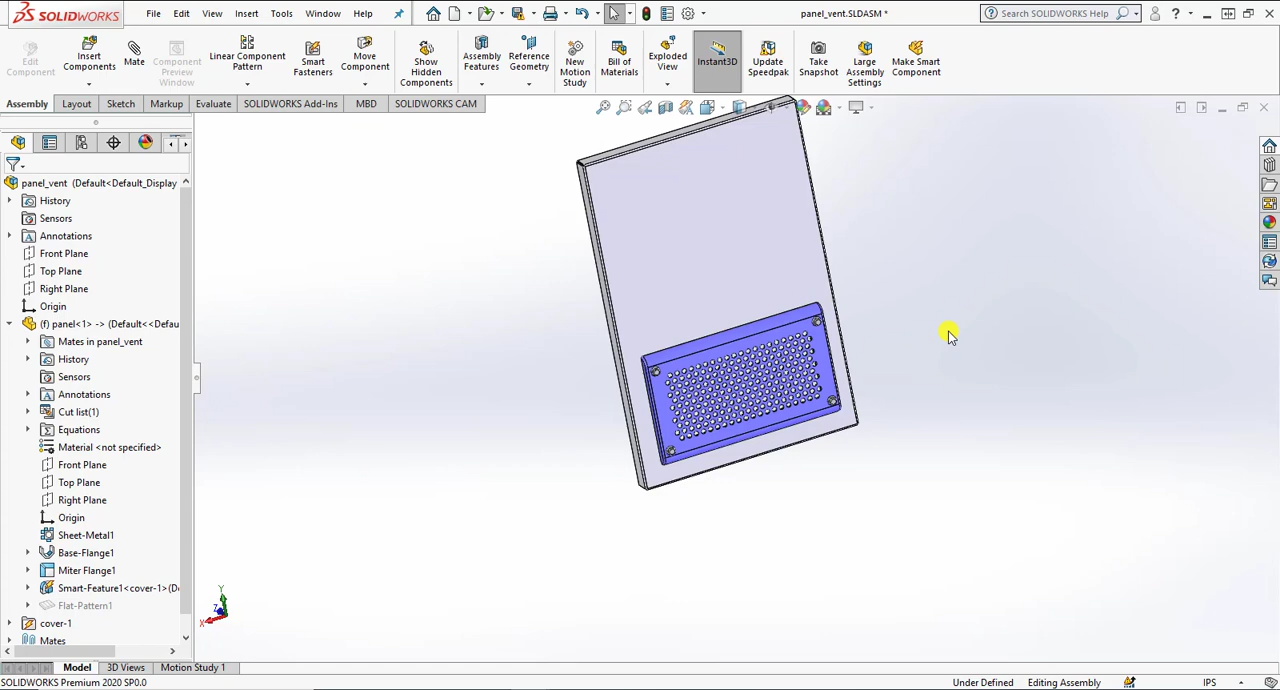 SOLIDWORKS File Edit View Insert Tools Window Help panel_vent.SLDASM * Search SOLIDWORKS Help
Edit Component
Insert Components
Mate
Component Preview Window
Linear Component Pattern
Smart Fasteners
Move Component
Show Hidden Components
Assembly Features
Reference Geometry
New Motion Study
Bill of Materials
Exploded View
Instant3D
Update Speedpak
Take Snapshot
Large Assembly Settings
Make Smart Component
Assembly Layout Sketch Markup Evaluate SOLIDWORKS Add-Ins MBD SOLIDWORKS CAM
panel_vent (Default<Default_Display
History
Sensors
Annotations
Front Plane
Top Plane
Right Plane
Origin
(f) panel<1> -> (Default<<Defau
Mates in panel_vent
History
Sensors
Annotations
Cut list(1)
Equations
Material <not specified>
Front Plane
Top Plane
Right Plane
Origin
Sheet-Metal1
Base-Flange1
Miter Flange1
Smart-Feature1<cover-1>(D
Flat-Pattern1
cover-1
Mates
Y
Z
X
Model 3D Views Motion Study 1
SOLIDWORKS Premium 2020 SP0.0 Under Defined Editing Assembly IPS